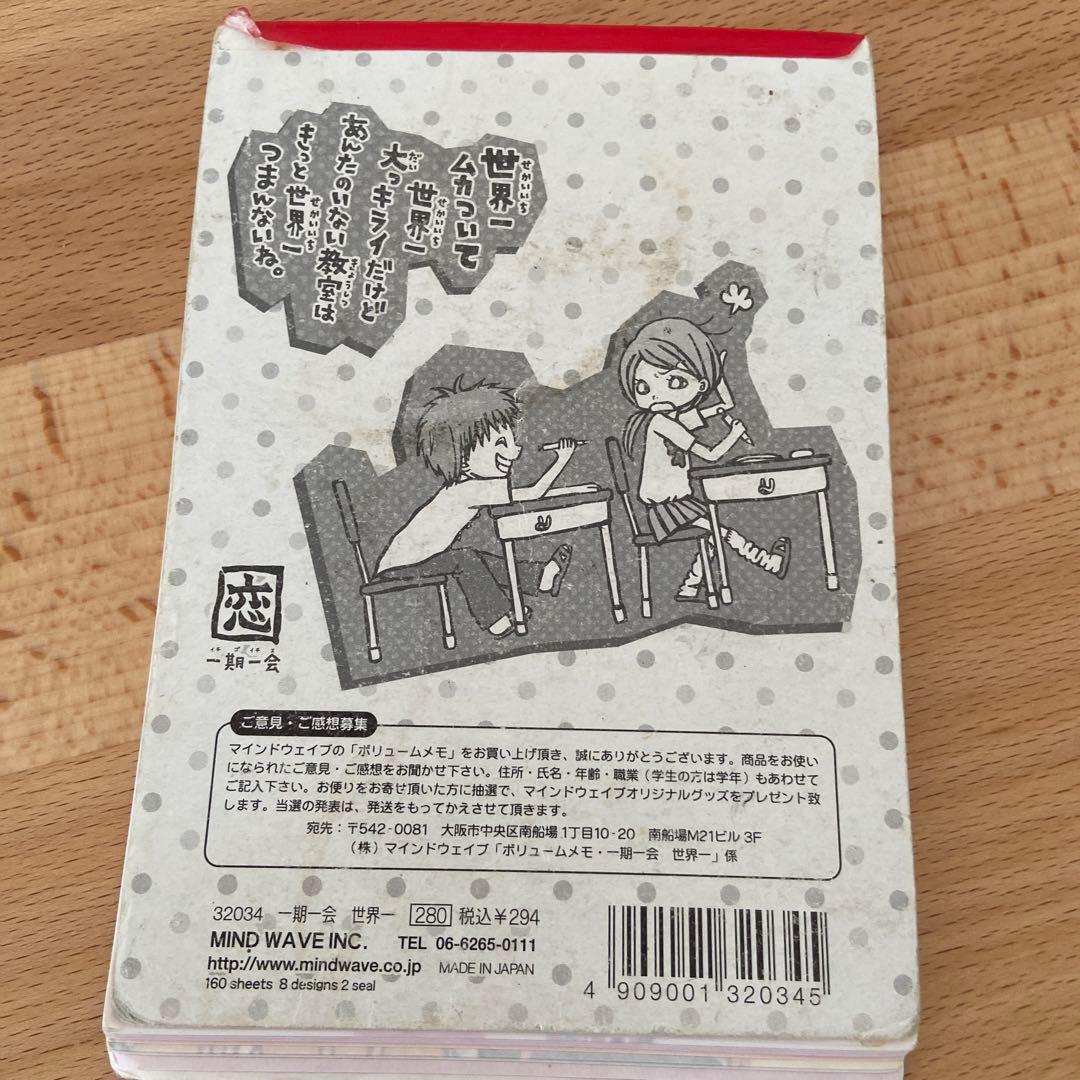 世界一
ムカついて
世界一
大っキライだけど
あんたのいない教室は
きっと世界一
つまんないね。
恋
イチゴイチエ
一期一会
ご意見・ご感想募集
マインドウェイブの「ボリュームメモ」をお買い上げ頂き、誠にありがとうございます。商品をお使い
になられたご意見・ご感想をお聞かせ下さい。住所・氏名・年齢・職業（学生の方は学年）もあわせて
ご記入下さい。お便りをお寄せ頂いた方に抽選で、マインドウェイブオリジナルグッズをプレゼント致
します。当選の発表は、発送をもってかえさせて頂きます。
宛先：〒542-0081 大阪市中央区南船場1丁目10-20 南船場M21ビル 3F
（株）マインドウェイブ「ボリュームメモ・一期一会 世界一」係
32034 一期一会 世界一 280 税込￥294
MIND WAVE INC. TEL 06-6265-0111
http://www.mindwave.co.jp MADE IN JAPAN
160 sheets 8 designs 2 seal
4 909001 320345